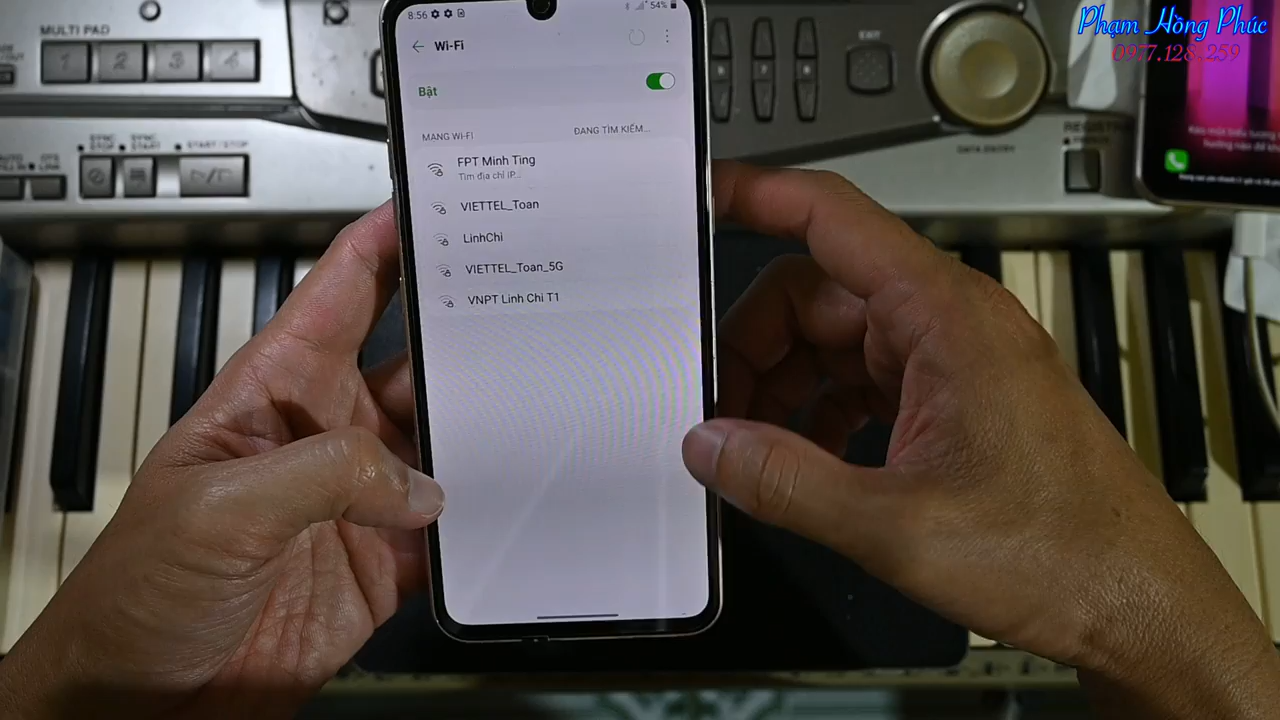 Phạm Hồng Phúc
0977.128.259
MULTI PAD
1 2 3 4
SYNC STOP
SYNC START
START / STOP
EXIT
DATA ENTRY
8:56
54%
Wi-Fi
Bật
MẠNG WI-FI
ĐANG TÌM KIẾM...
FPT Minh Ting
Tìm địa chỉ IP...
VIETTEL_Toan
LinhChi
VIETTEL_Toan_5G
VNPT Linh Chi T1